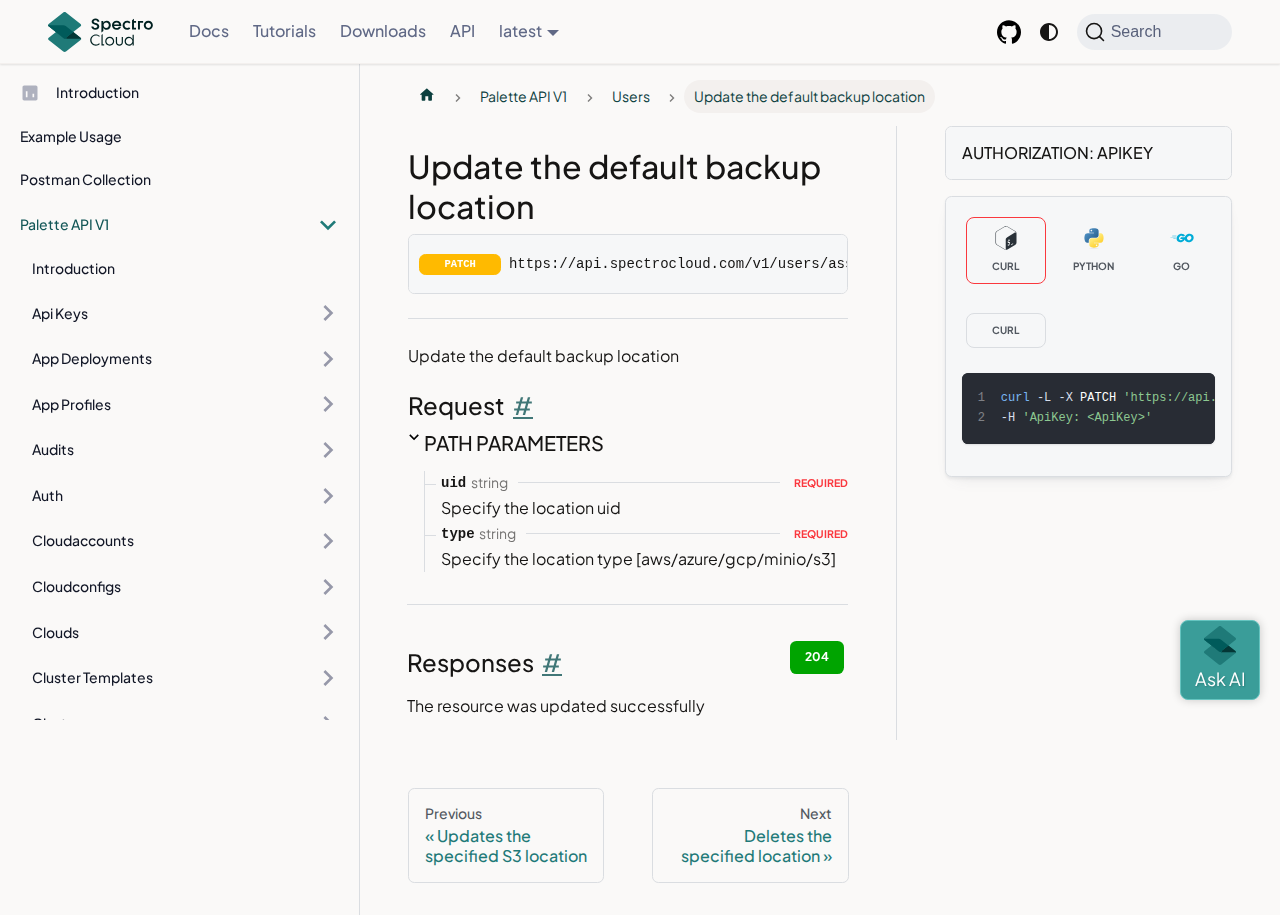 Spectro
Cloud
Docs
Tutorials
Downloads
API
latest
Search
Introduction
Example Usage
Postman Collection
Palette API V1
Introduction
Api Keys
App Deployments
App Profiles
Audits
Auth
Cloudaccounts
Cloudconfigs
Clouds
Cluster Templates
Palette API V1
Users
Update the default backup location
Update the default backup
location
PATCH https://api.spectrocloud.com/v1/users/as
Update the default backup location
Request #
PATH PARAMETERS
uid string REQUIRED
Specify the location uid
type string REQUIRED
Specify the location type [aws/azure/gcp/minio/s3]
Responses #
204
The resource was updated successfully
Previous
« Updates the
specified S3 location
Next
Deletes the
specified location »
AUTHORIZATION: APIKEY
CURL
PYTHON
GO
CURL
1 curl -L -X PATCH 'https://api.
2 -H 'ApiKey: <ApiKey>'
Ask AI